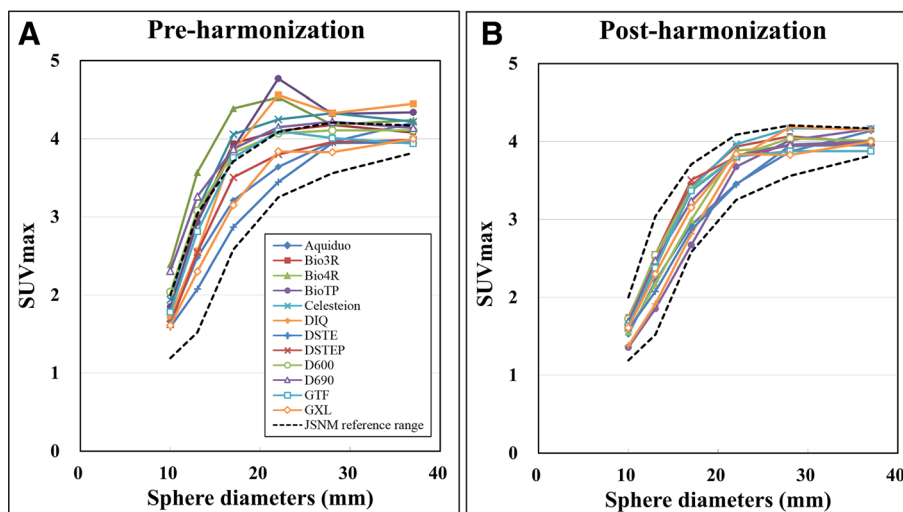 A
Pre-harmonization
5
4
3
2
1
0
SUVmax
Aquiduo
Bio3R
Bio4R
BioTP
Celesteion
DIQ
DSTE
DSTEP
D600
D690
GTF
GXL
JSNM reference range
0 10 20 30 40
Sphere diameters (mm)
B
Post-harmonization
5
4
3
2
1
0
SUVmax
0 10 20 30 40
Sphere diameters (mm)